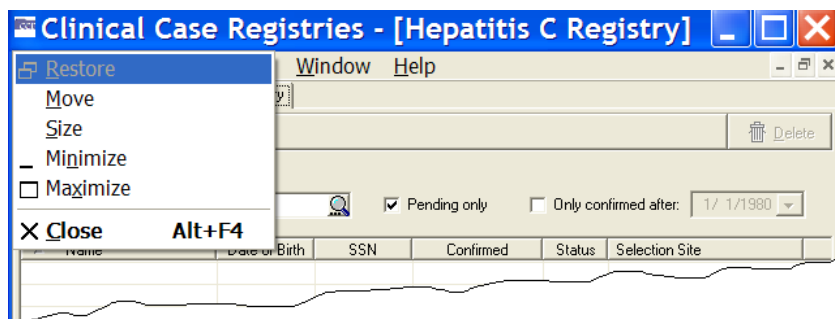 Clinical Case Registries - [Hepatitis C Registry]
Restore Window Help
Move
Size
Delete
Minimize
Maximize
Pending only Only confirmed after: 1/ 1/1980
Close Alt+F4
Name Date of Birth SSN Confirmed Status Selection Site